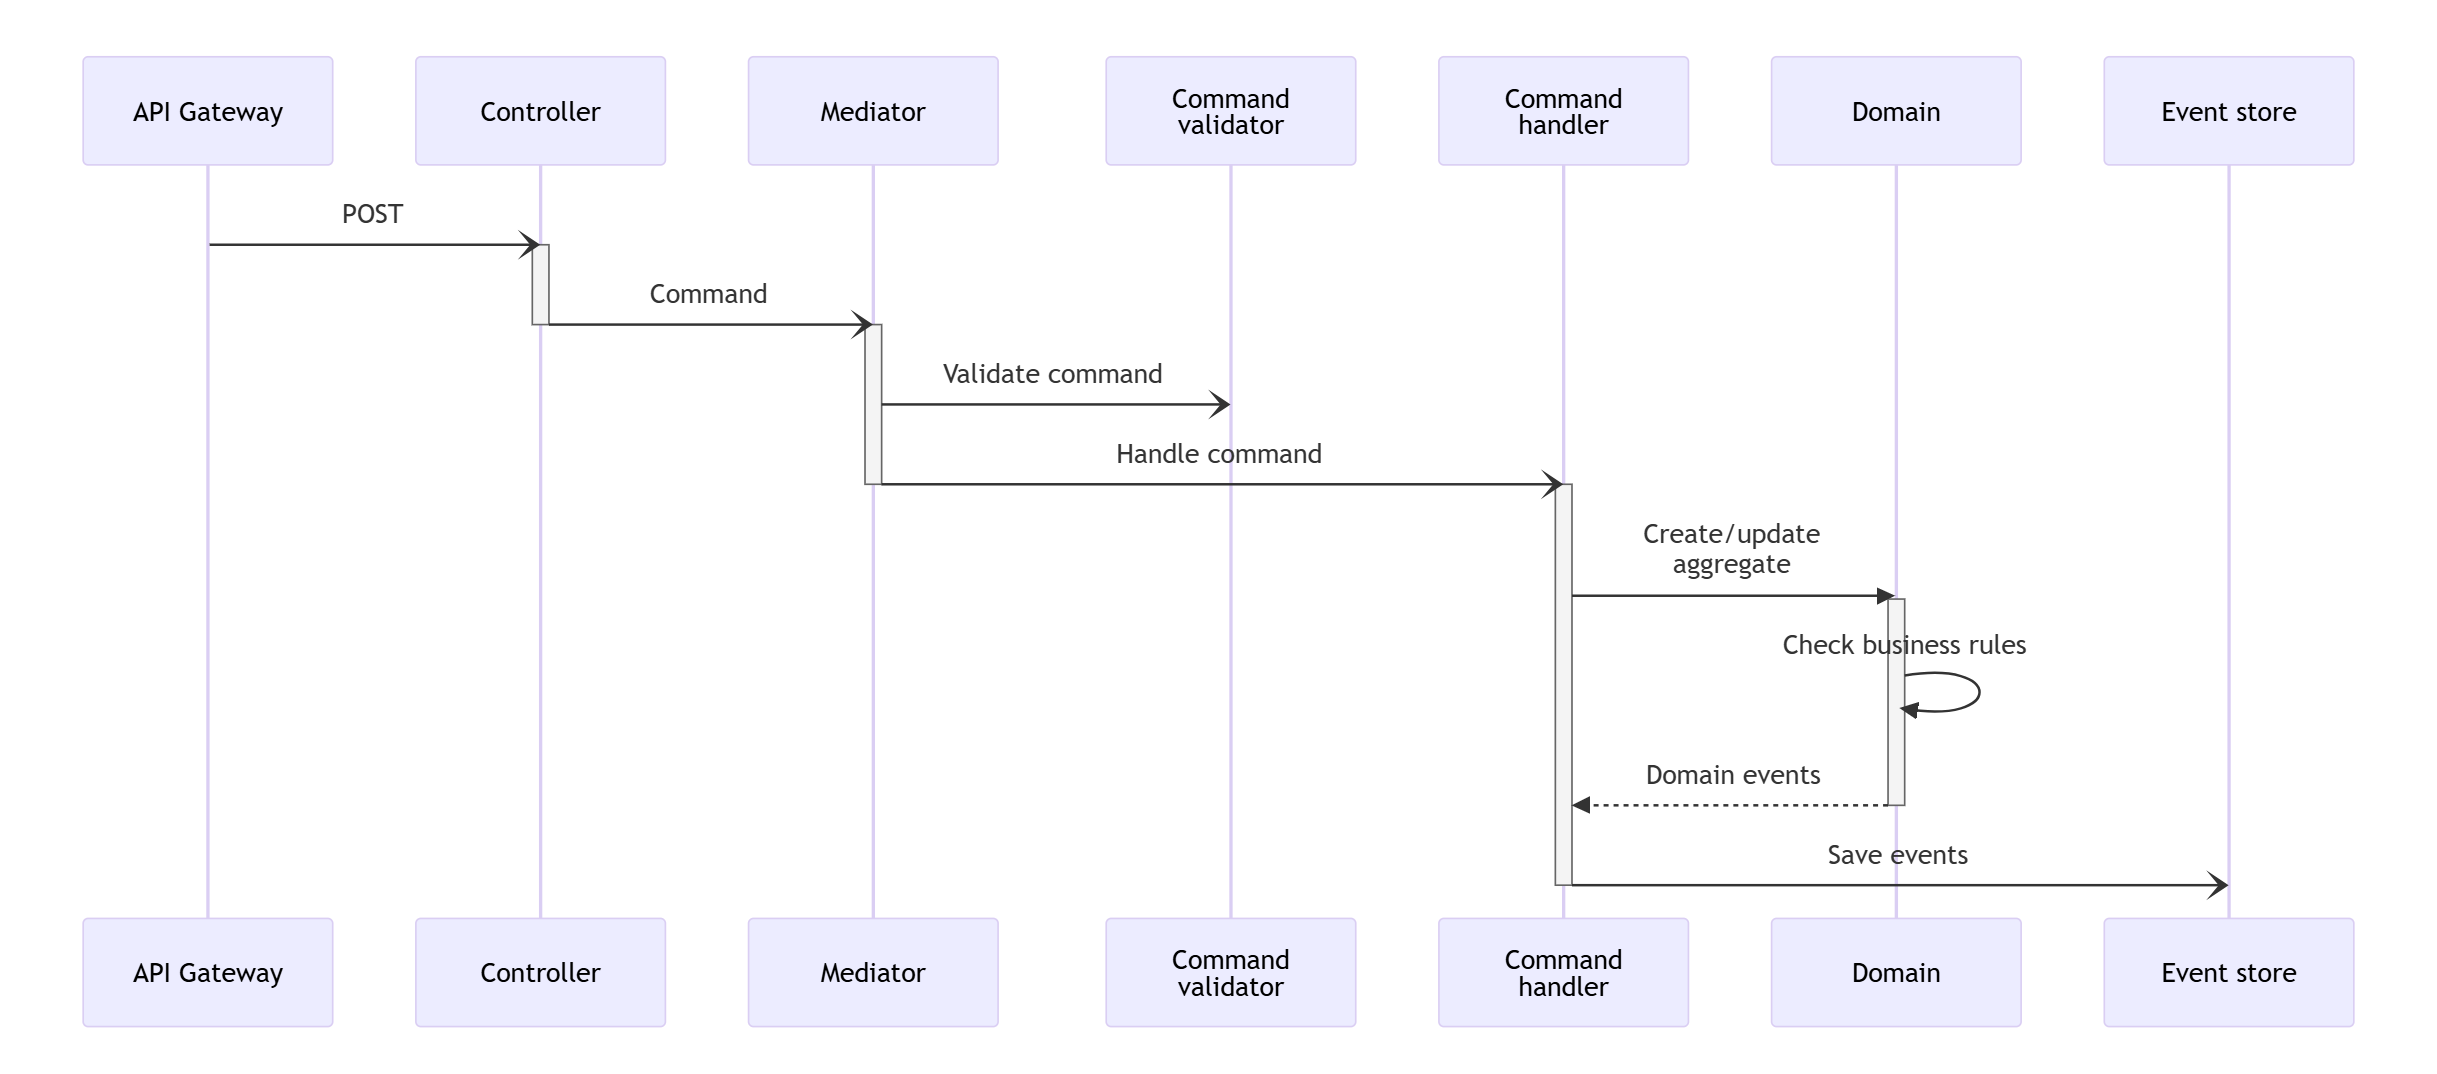 API Gateway
Controller
Mediator
Command
validator
Command
handler
Domain
Event store
POST
Command
Validate command
Handle command
Create/update
aggregate
Check business rules
Domain events
Save events
API Gateway
Controller
Mediator
Command
validator
Command
handler
Domain
Event store